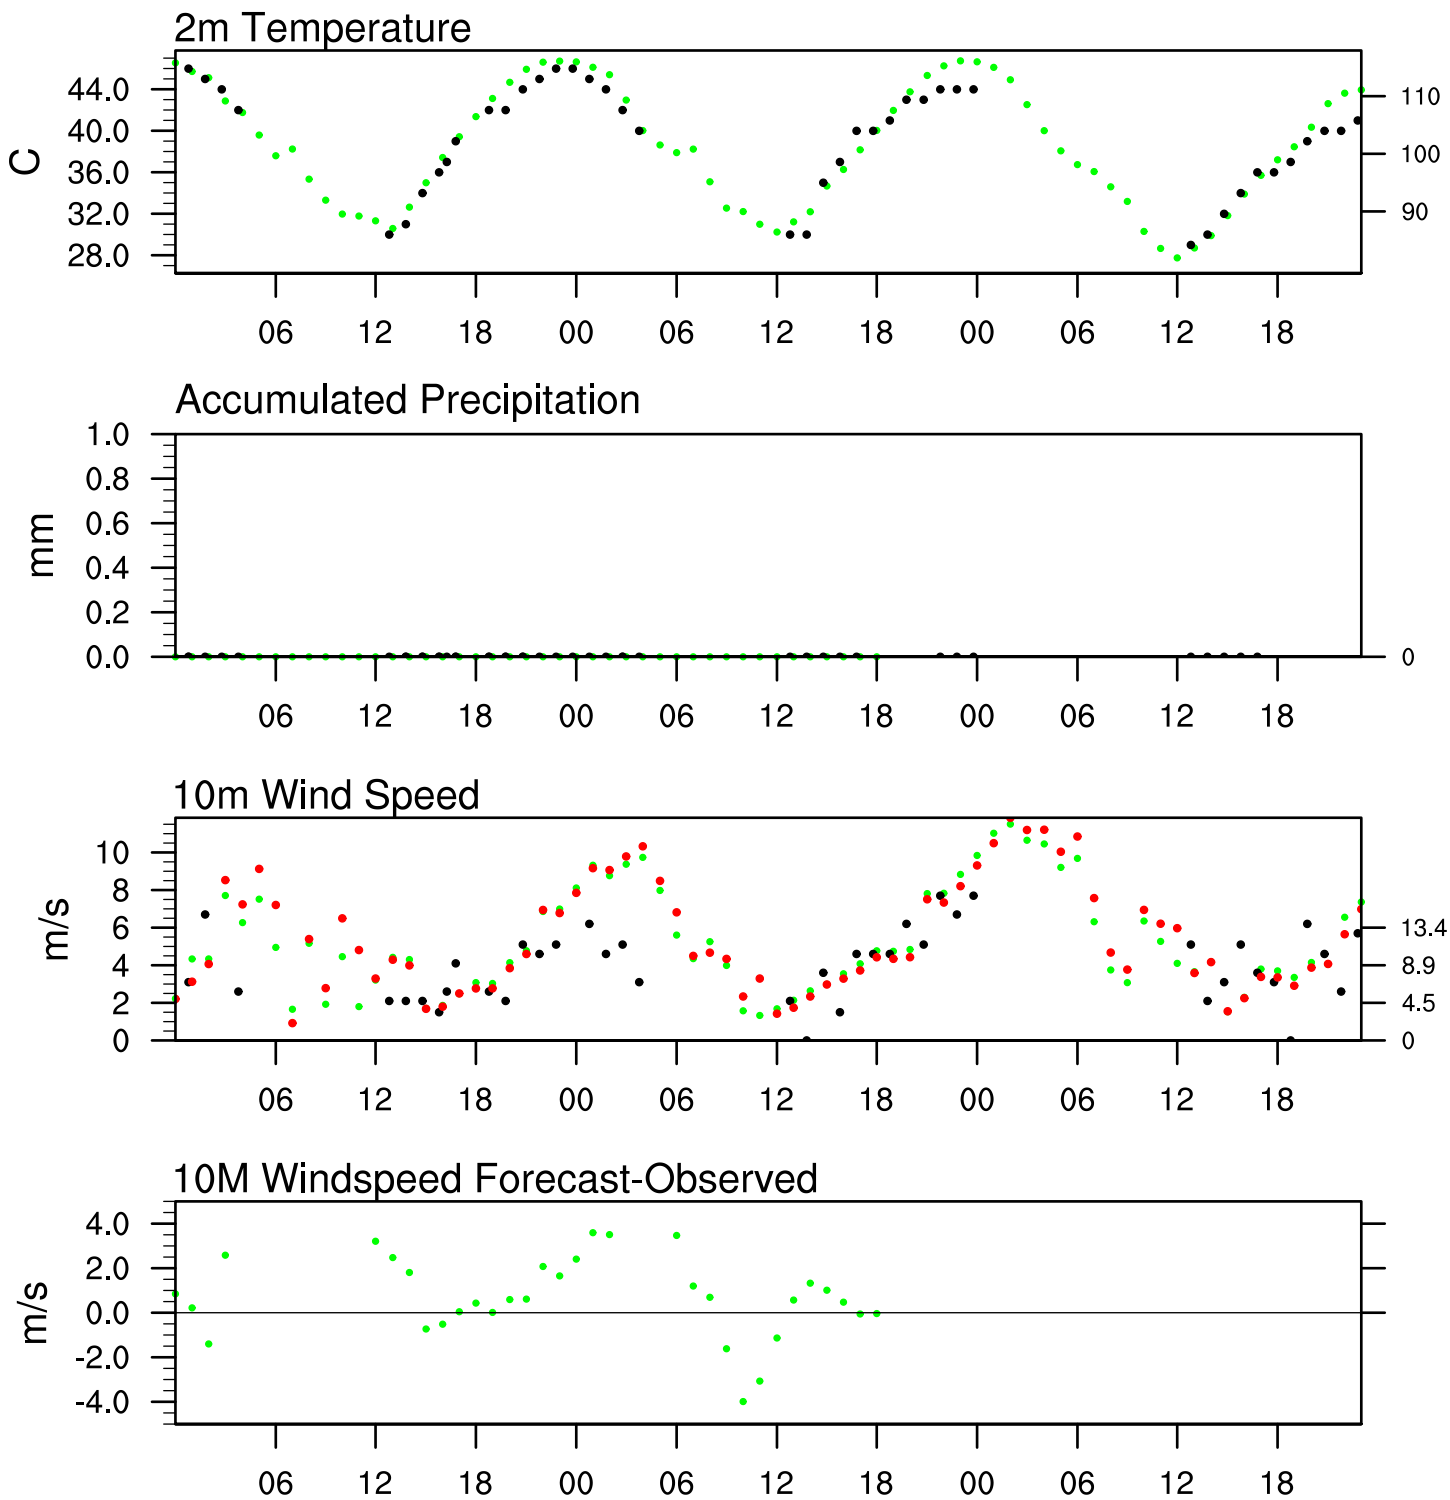 2m Temperature
44.0
40.0
36.0
32.0
28.0
C
110
100
90
06 12 18 00 06 12 18 00 06 12 18
Accumulated Precipitation
1.0
0.8
0.6
0.4
0.2
0.0
mm
0
06 12 18 00 06 12 18 00 06 12 18
10m Wind Speed
10
8
6
4
2
0
m/s
13.4
8.9
4.5
0
06 12 18 00 06 12 18 00 06 12 18
10M Windspeed Forecast-Observed
4.0
2.0
0.0
-2.0
-4.0
m/s
06 12 18 00 06 12 18 00 06 12 18